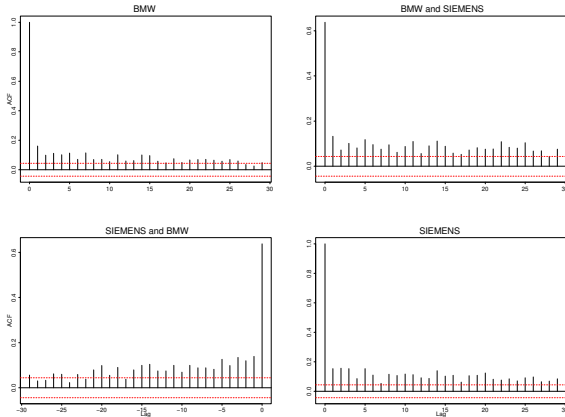 BMW
BMW and SIEMENS
ACF
0.0 0.2 0.4 0.6 0.8 1.0
0.0 0.2 0.4 0.6
0 5 10 15 20 25 30
0 5 10 15 20 25 30
SIEMENS and BMW
SIEMENS
ACF
0.0 0.2 0.4 0.6
0.0 0.2 0.4 0.6 0.8 1.0
-30 -25 -20 -15 -10 -5 0
0 5 10 15 20 25 30
Lag
Lag